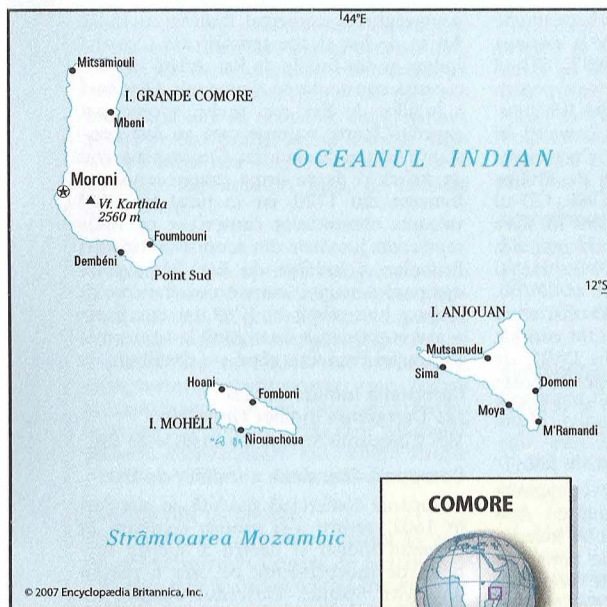 44°E
Mitsamiouli
I. GRANDE COMORE
Mbeni
OCEANUL INDIAN
Moroni
Vf. Karthala
2560 m
Foumbouni
Dembéni
Point Sud
12°S
I. ANJOUAN
Mutsamudu
Sima
Domoni
Moya
M'Ramandi
Hoani
Fomboni
I. MOHÉLI
Niouachoua
COMORE
Strâmtoarea Mozambic
© 2007 Encyclopædia Britannica, Inc.